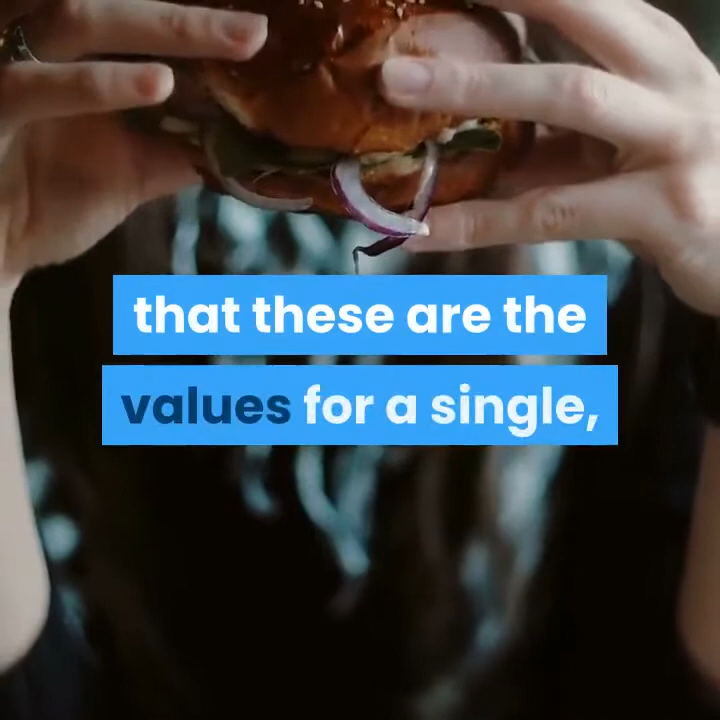 that these are the
values for a single,